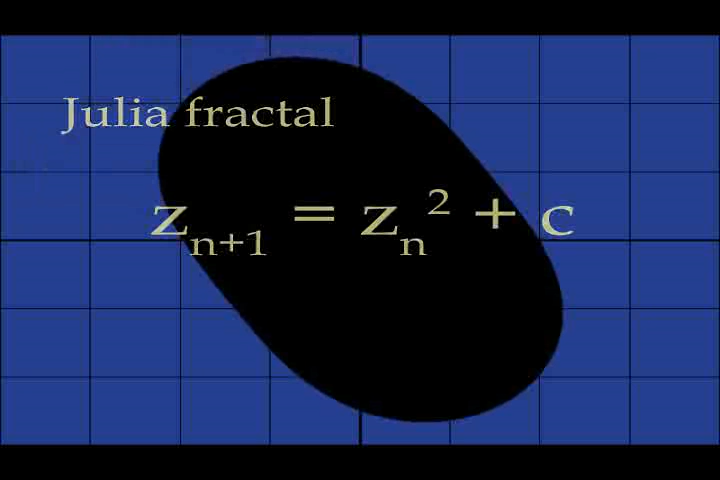 Julia fractal
zₙ₊₁ = zₙ² + c